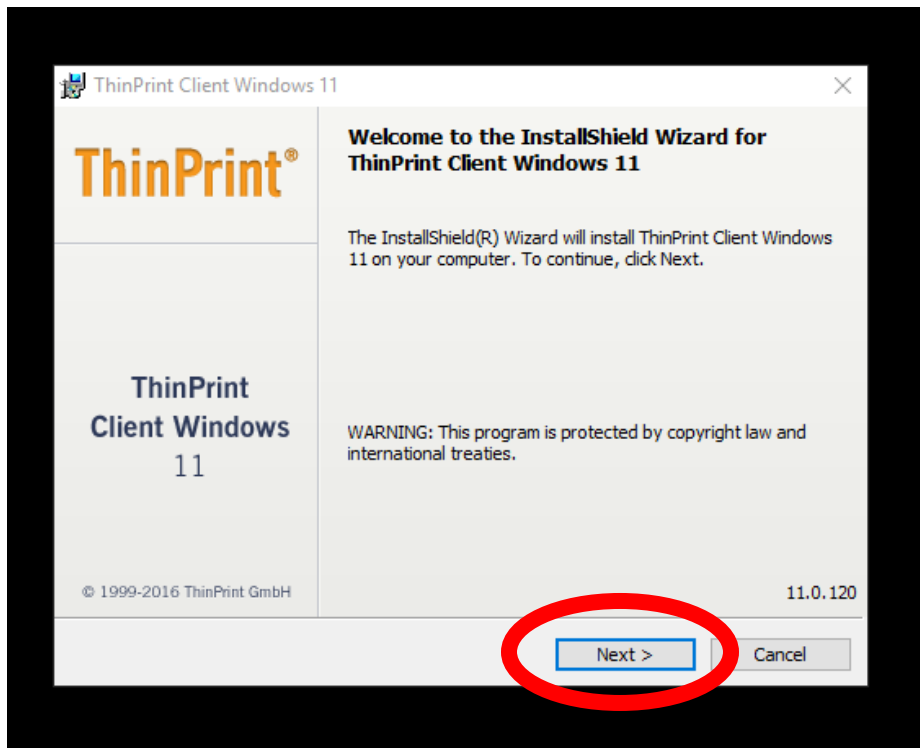 ThinPrint Client Windows 11
ThinPrint®
Welcome to the InstallShield Wizard for
ThinPrint Client Windows 11
The InstallShield(R) Wizard will install ThinPrint Client Windows
11 on your computer. To continue, click Next.
ThinPrint
Client Windows
11
WARNING: This program is protected by copyright law and
international treaties.
© 1999-2016 ThinPrint GmbH
11.0.120
Next >
Cancel